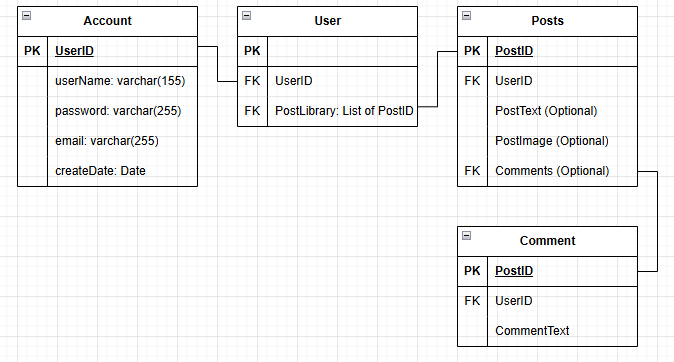 Account
PK UserID
userName: varchar(155)
password: varchar(255)
email: varchar(255)
createDate: Date
User
PK
FK UserID
FK PostLibrary: List of PostID
Posts
PK PostID
FK UserID
PostText (Optional)
PostImage (Optional)
FK Comments (Optional)
Comment
PK PostID
FK UserID
CommentText